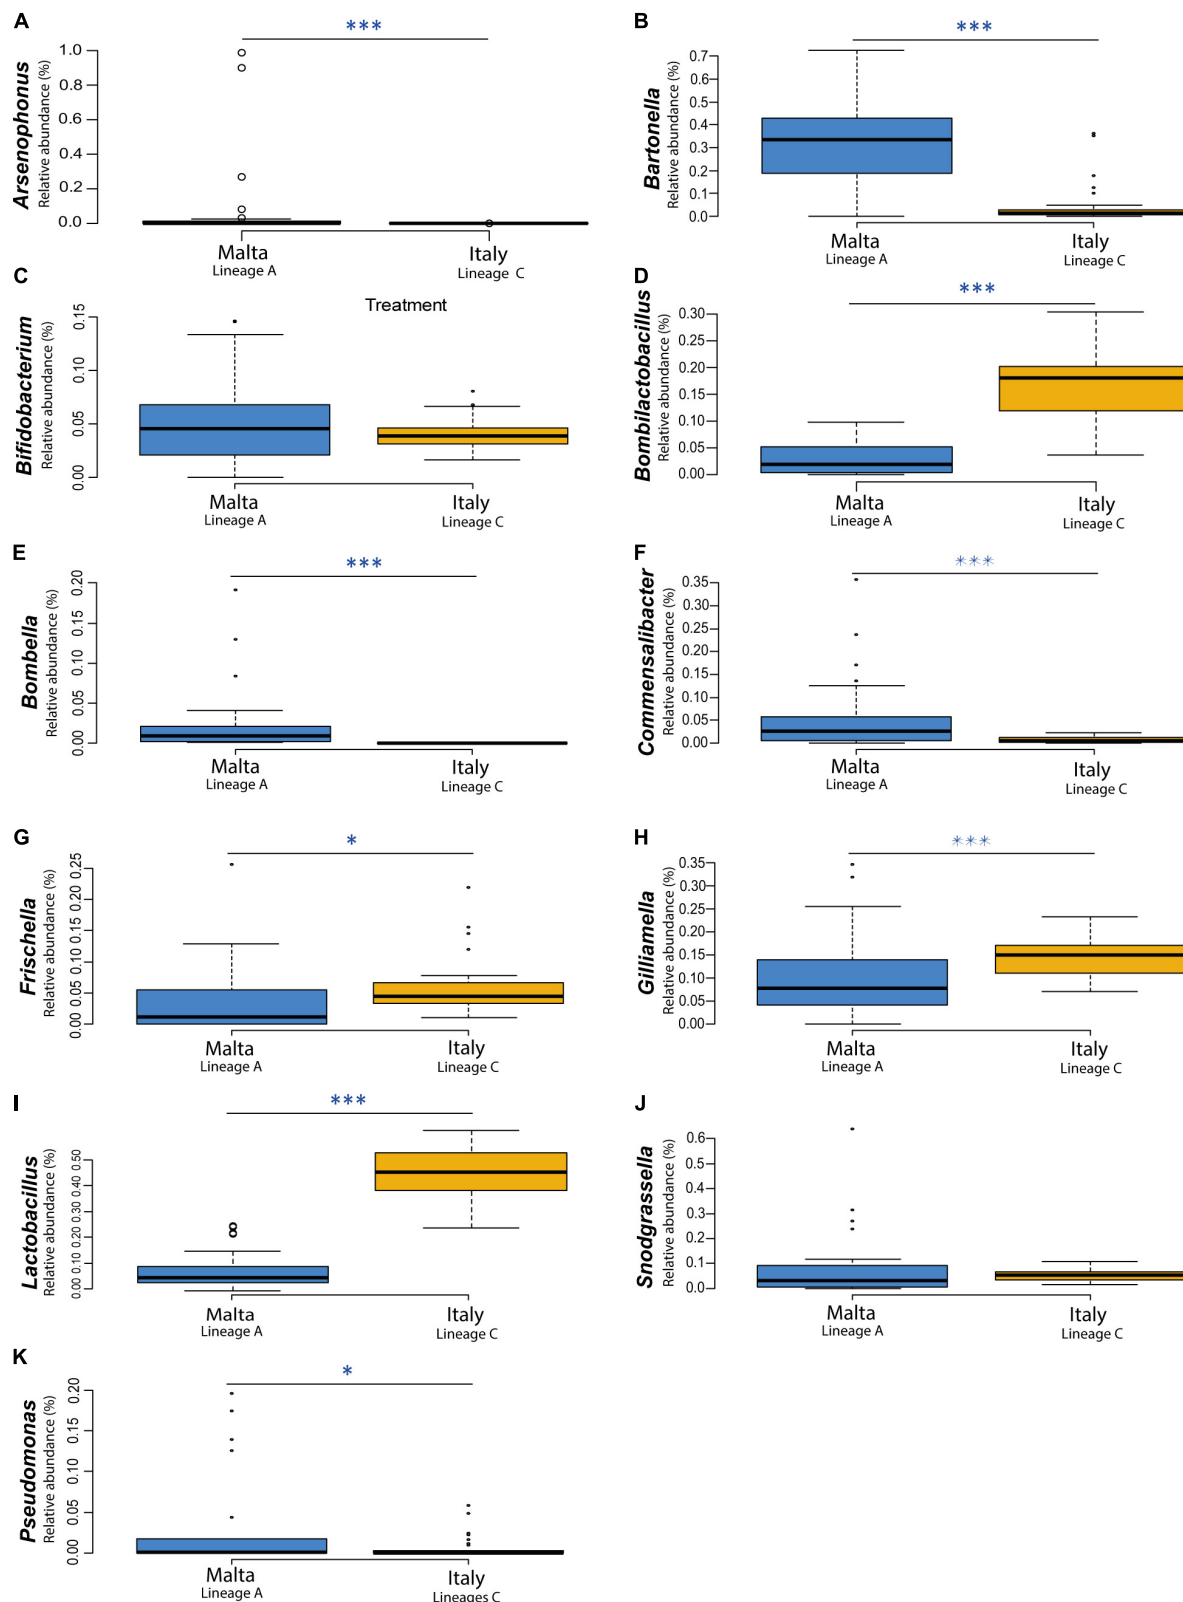 A
***
Arsenophonus
Relative abundance (%)
1.0
0.8
0.6
0.4
0.2
0.0
Malta
Lineage A
Italy
Lineage C
B
***
Bartonella
Relative abundance (%)
0.7
0.6
0.5
0.4
0.3
0.2
0.1
0.0
Malta
Lineage A
Italy
Lineage C
C
Treatment
Bifidobacterium
Relative abundance (%)
0.15
0.10
0.05
0.00
Malta
Lineage A
Italy
Lineage C
D
***
Bombilactobacillus
Relative abundance (%)
0.30
0.25
0.20
0.15
0.10
0.05
0.00
Malta
Lineage A
Italy
Lineage C
E
***
Bombella
Relative abundance (%)
0.20
0.15
0.10
0.05
0.00
Malta
Lineage A
Italy
Lineage C
F
***
Commensalibacter
Relative abundance (%)
0.35
0.30
0.25
0.20
0.15
0.10
0.05
0.00
Malta
Lineage A
Italy
Lineage C
G
*
Frischella
Relative abundance (%)
0.25
0.20
0.15
0.10
0.05
0.00
Malta
Lineage A
Italy
Lineage C
H
***
Gilliamella
Relative abundance (%)
0.35
0.30
0.25
0.20
0.15
0.10
0.05
0.00
Malta
Lineage A
Italy
Lineage C
I
***
Lactobacillus
Relative abundance (%)
0.50
0.40
0.30
0.20
0.10
0.00
Malta
Lineage A
Italy
Lineage C
J
Snodgrassella
Relative abundance (%)
0.6
0.5
0.4
0.3
0.2
0.1
0.0
Malta
Lineage A
Italy
Lineage C
K
*
Pseudomonas
Relative abundance (%)
0.20
0.15
0.10
0.05
0.00
Malta
Lineage A
Italy
Lineages C